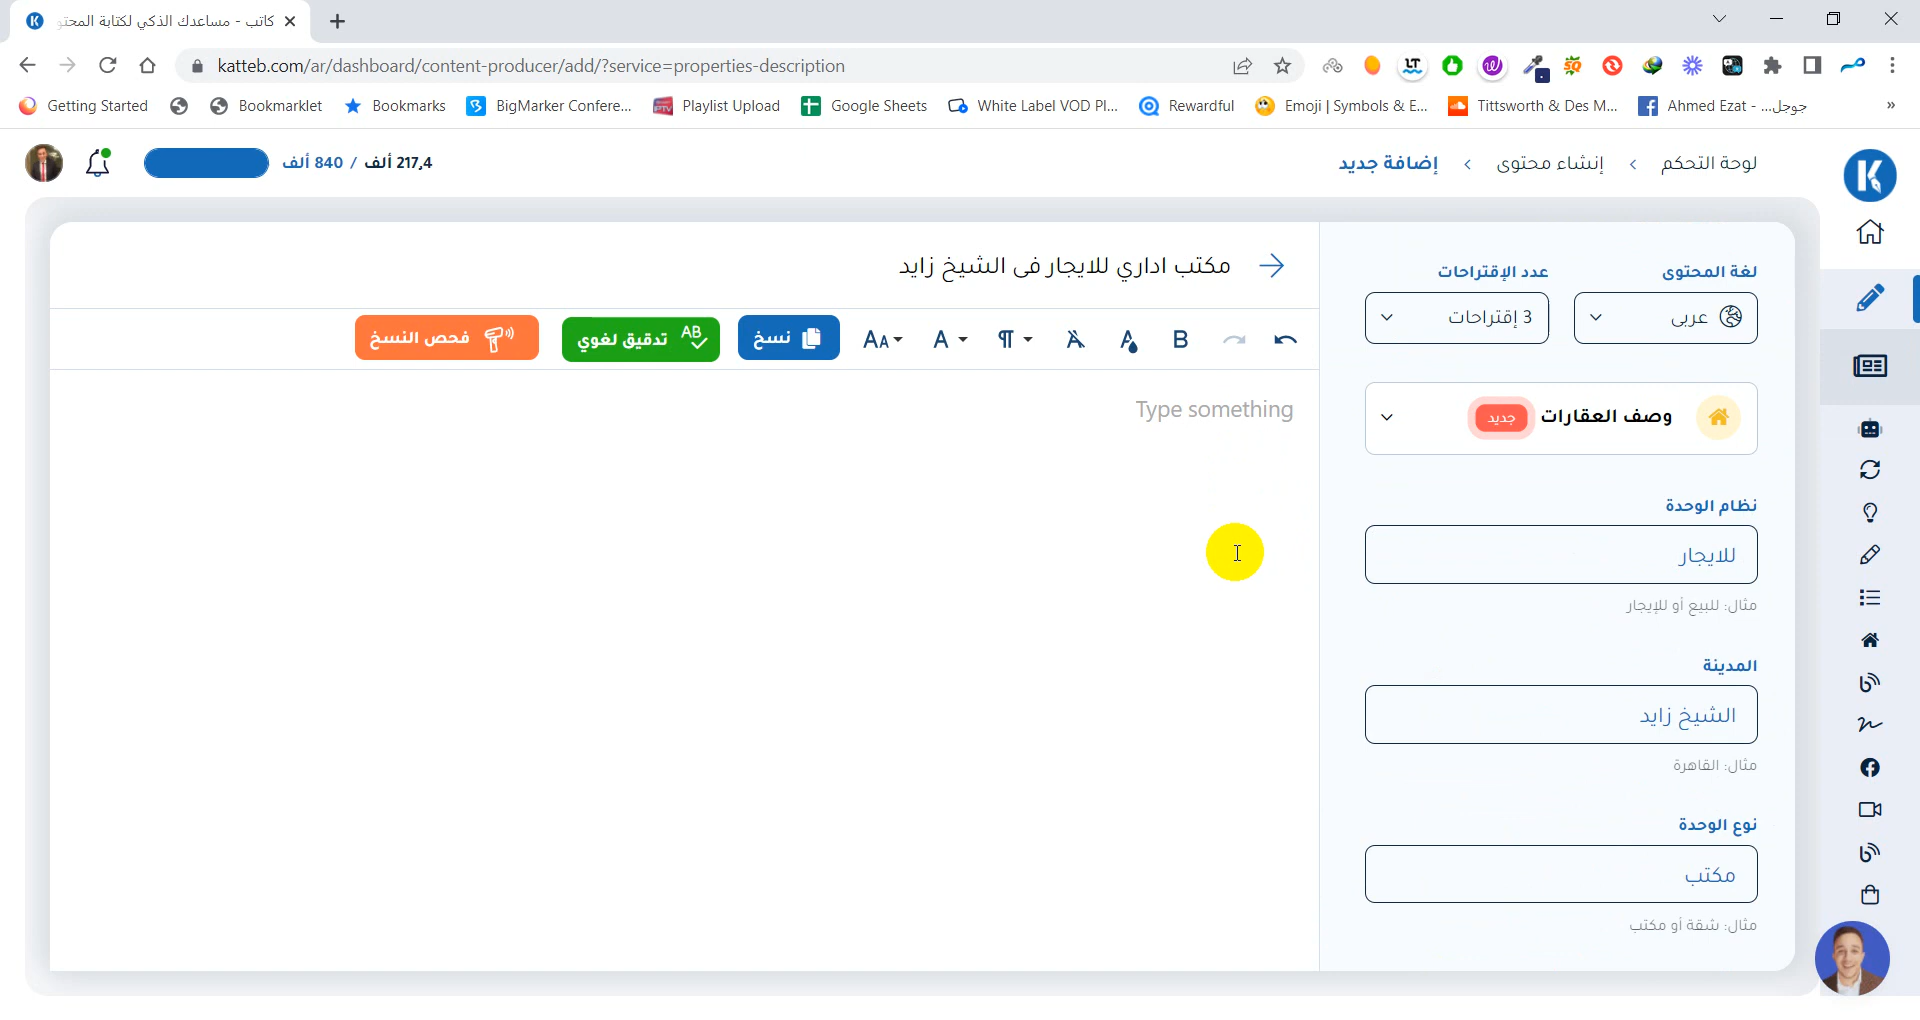 كاتب - مساعدك الذكي لكتابة المحتو
katteb.com/ar/dashboard/content-producer/add/?service=properties-description
Getting Started
Bookmarklet
Bookmarks
BigMarker Confere...
Playlist Upload
Google Sheets
White Label VOD Pl...
Rewardful
Emoji | Symbols & E...
Tittsworth & Des M...
Ahmed Ezat - ...جوجل
»
لوحة التحكم › إنشاء محتوى › إضافة جديد
217,4 ألف / 840 ألف
لغة المحتوى
عدد الإقتراحات
عربى
3 إقتراحات
وصف العقارات جديد
نظام الوحدة
للايجار
مثال: للبيع أو للإيجار
المدينة
الشيخ زايد
مثال: القاهرة
نوع الوحدة
مكتب
مثال: شقة أو مكتب
مكتب اداري للايجار فى الشيخ زايد
نسخ
تدقيق لغوي
فحص النسخ
Type something